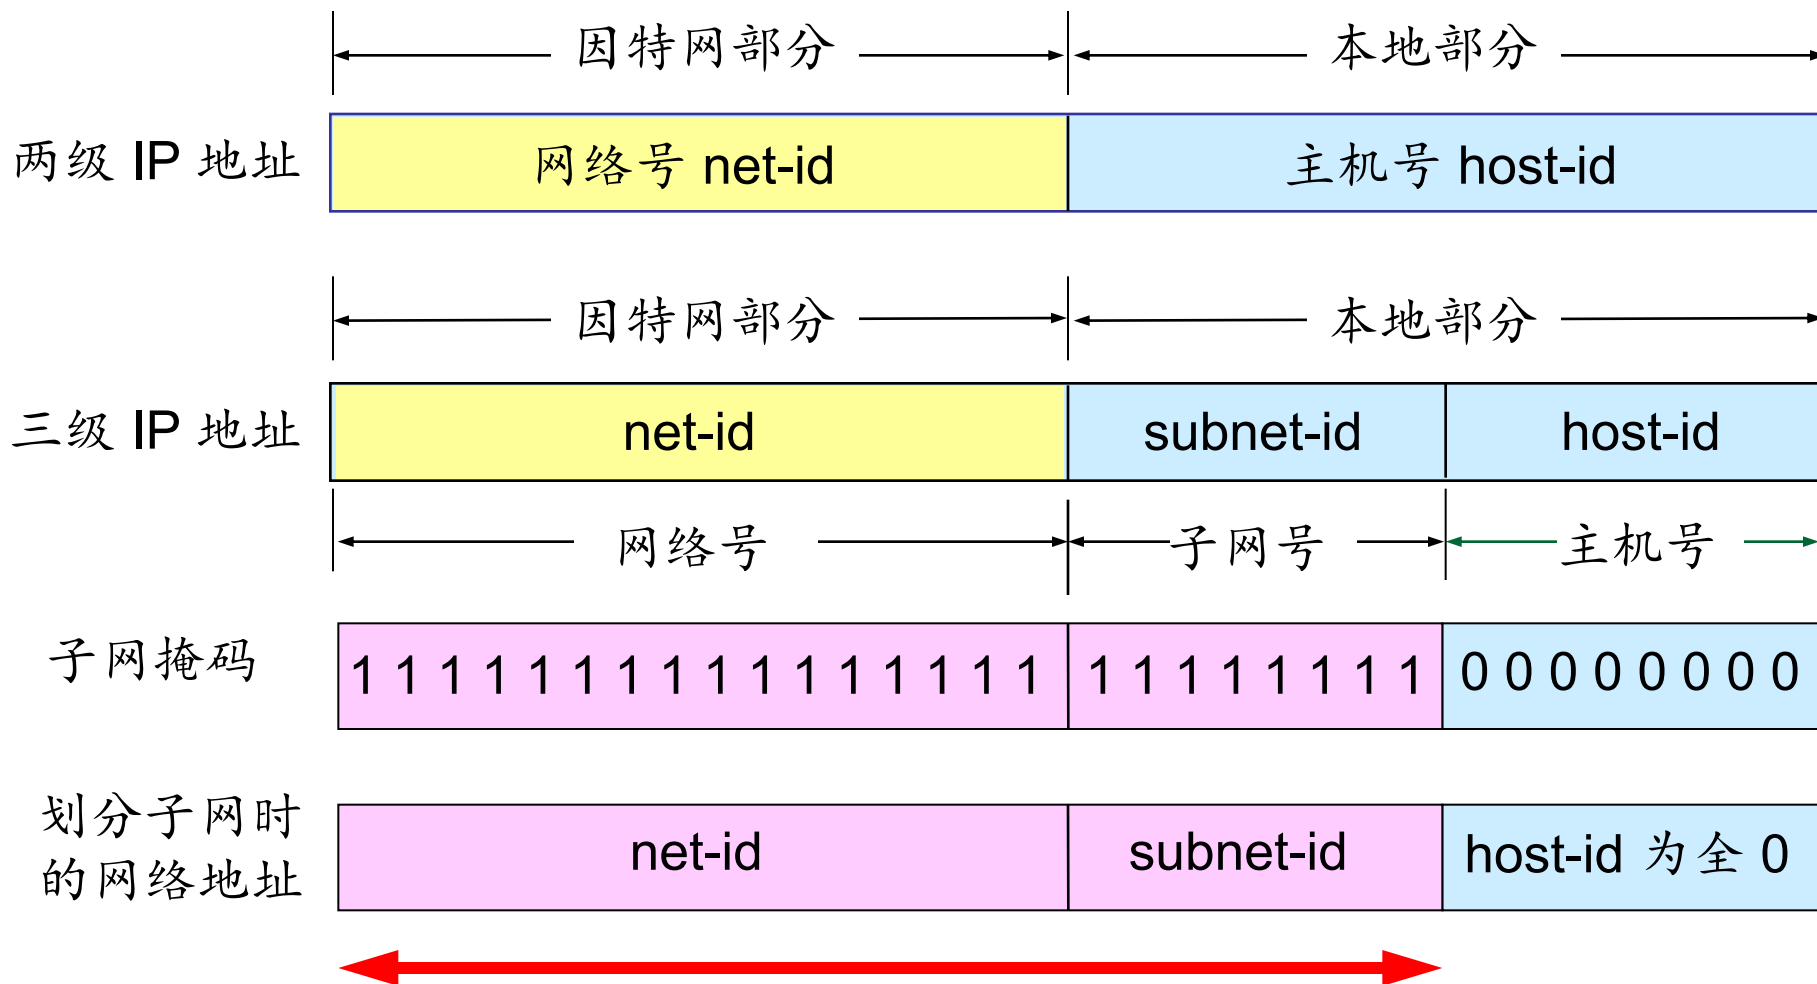 因特网部分 本地部分
两级 IP 地址 网络号 net-id 主机号 host-id
因特网部分 本地部分
三级 IP 地址 net-id subnet-id host-id
网络号 子网号 主机号
子网掩码 1 1 1 1 1 1 1 1 1 1 1 1 1 1 1 1 1 1 1 1 1 1 1 1 0 0 0 0 0 0 0 0
划分子网时
的网络地址 net-id subnet-id host-id 为全 0